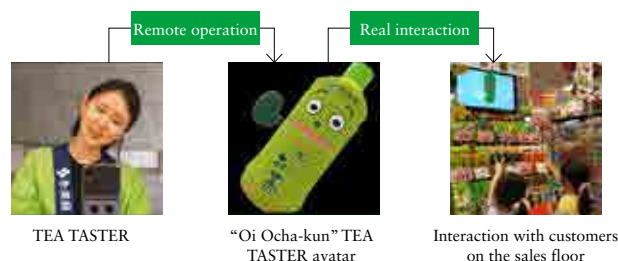 Remote operation
Real interaction
TEA TASTER
“Oi Ocha-kun” TEA
TASTER avatar
Interaction with customers
on the sales floor